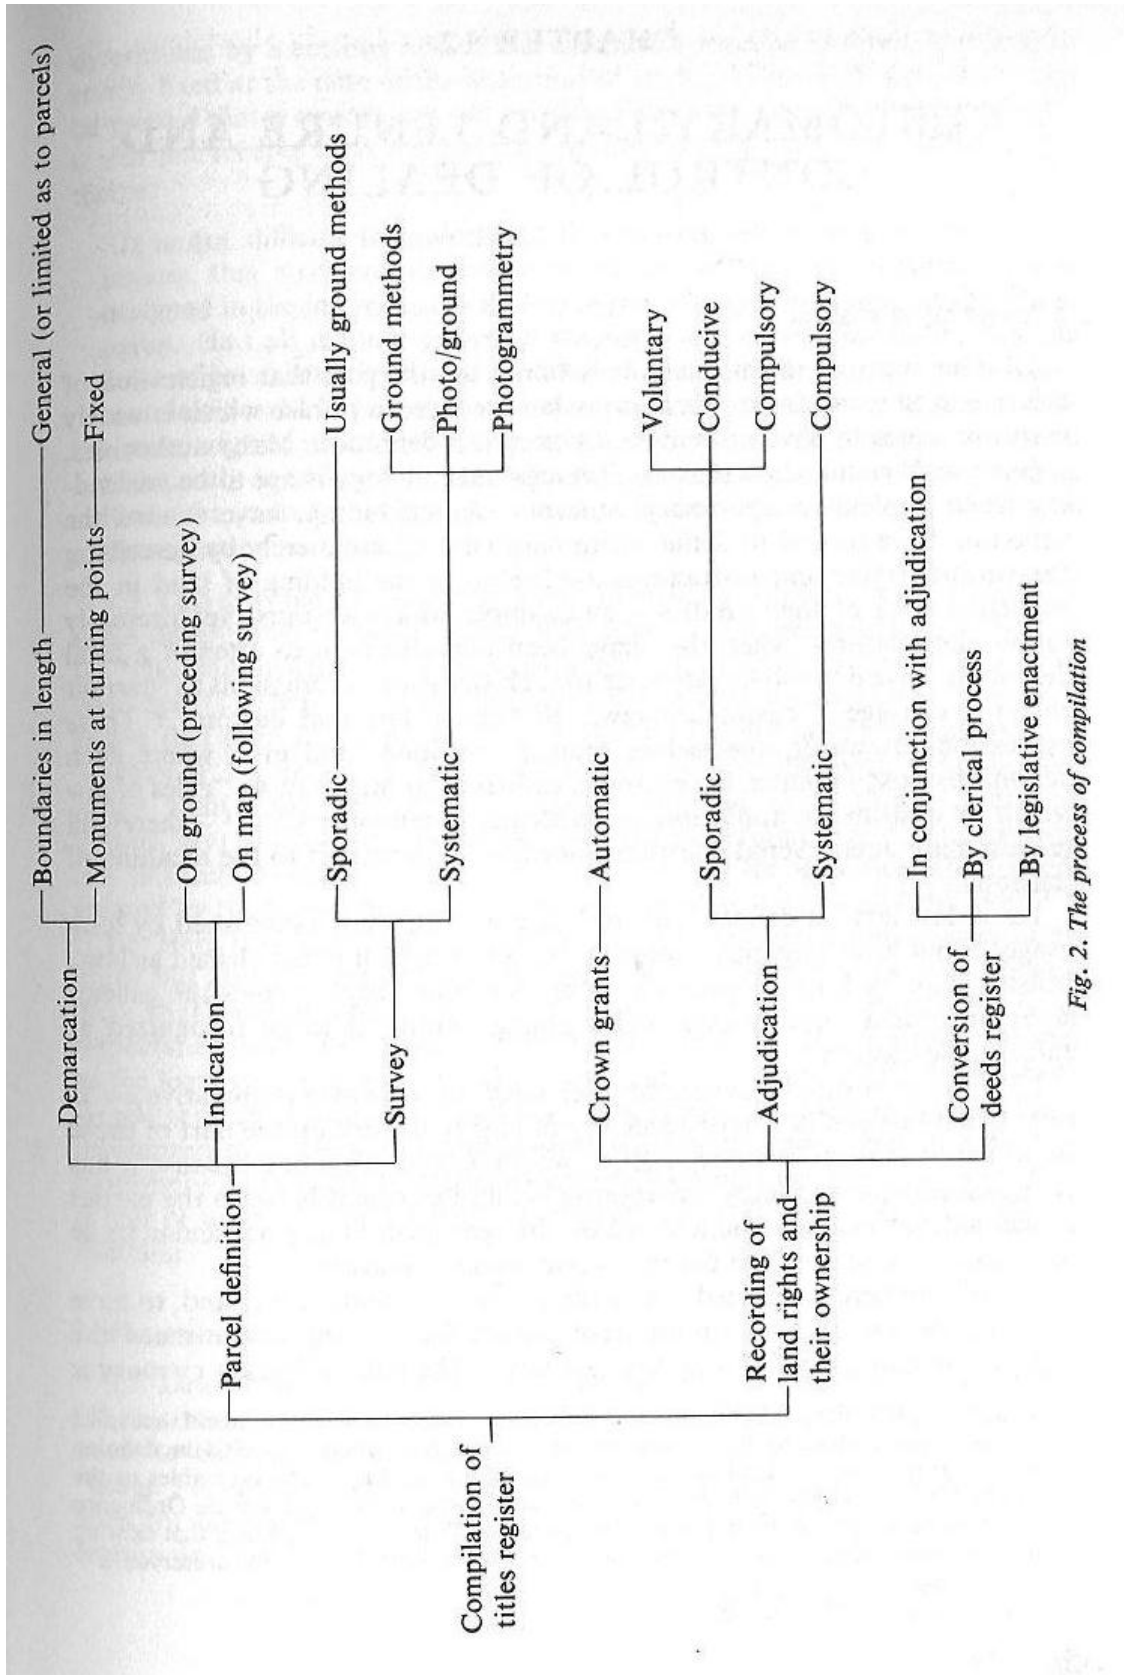 Compilation of
titles register
Parcel definition
Demarcation
Boundaries in length
General (or limited as to parcels)
Monuments at turning points
Fixed
Indication
On ground (preceding survey)
On map (following survey)
Survey
Sporadic
Usually ground methods
Systematic
Ground methods
Photo/ground
Photogrammetry
Recording of
land rights and
their ownership
Crown grants
Automatic
Adjudication
Sporadic
Voluntary
Conducive
Compulsory
Systematic
Compulsory
Conversion of
deeds register
In conjunction with adjudication
By clerical process
By legislative enactment
Fig. 2. The process of compilation